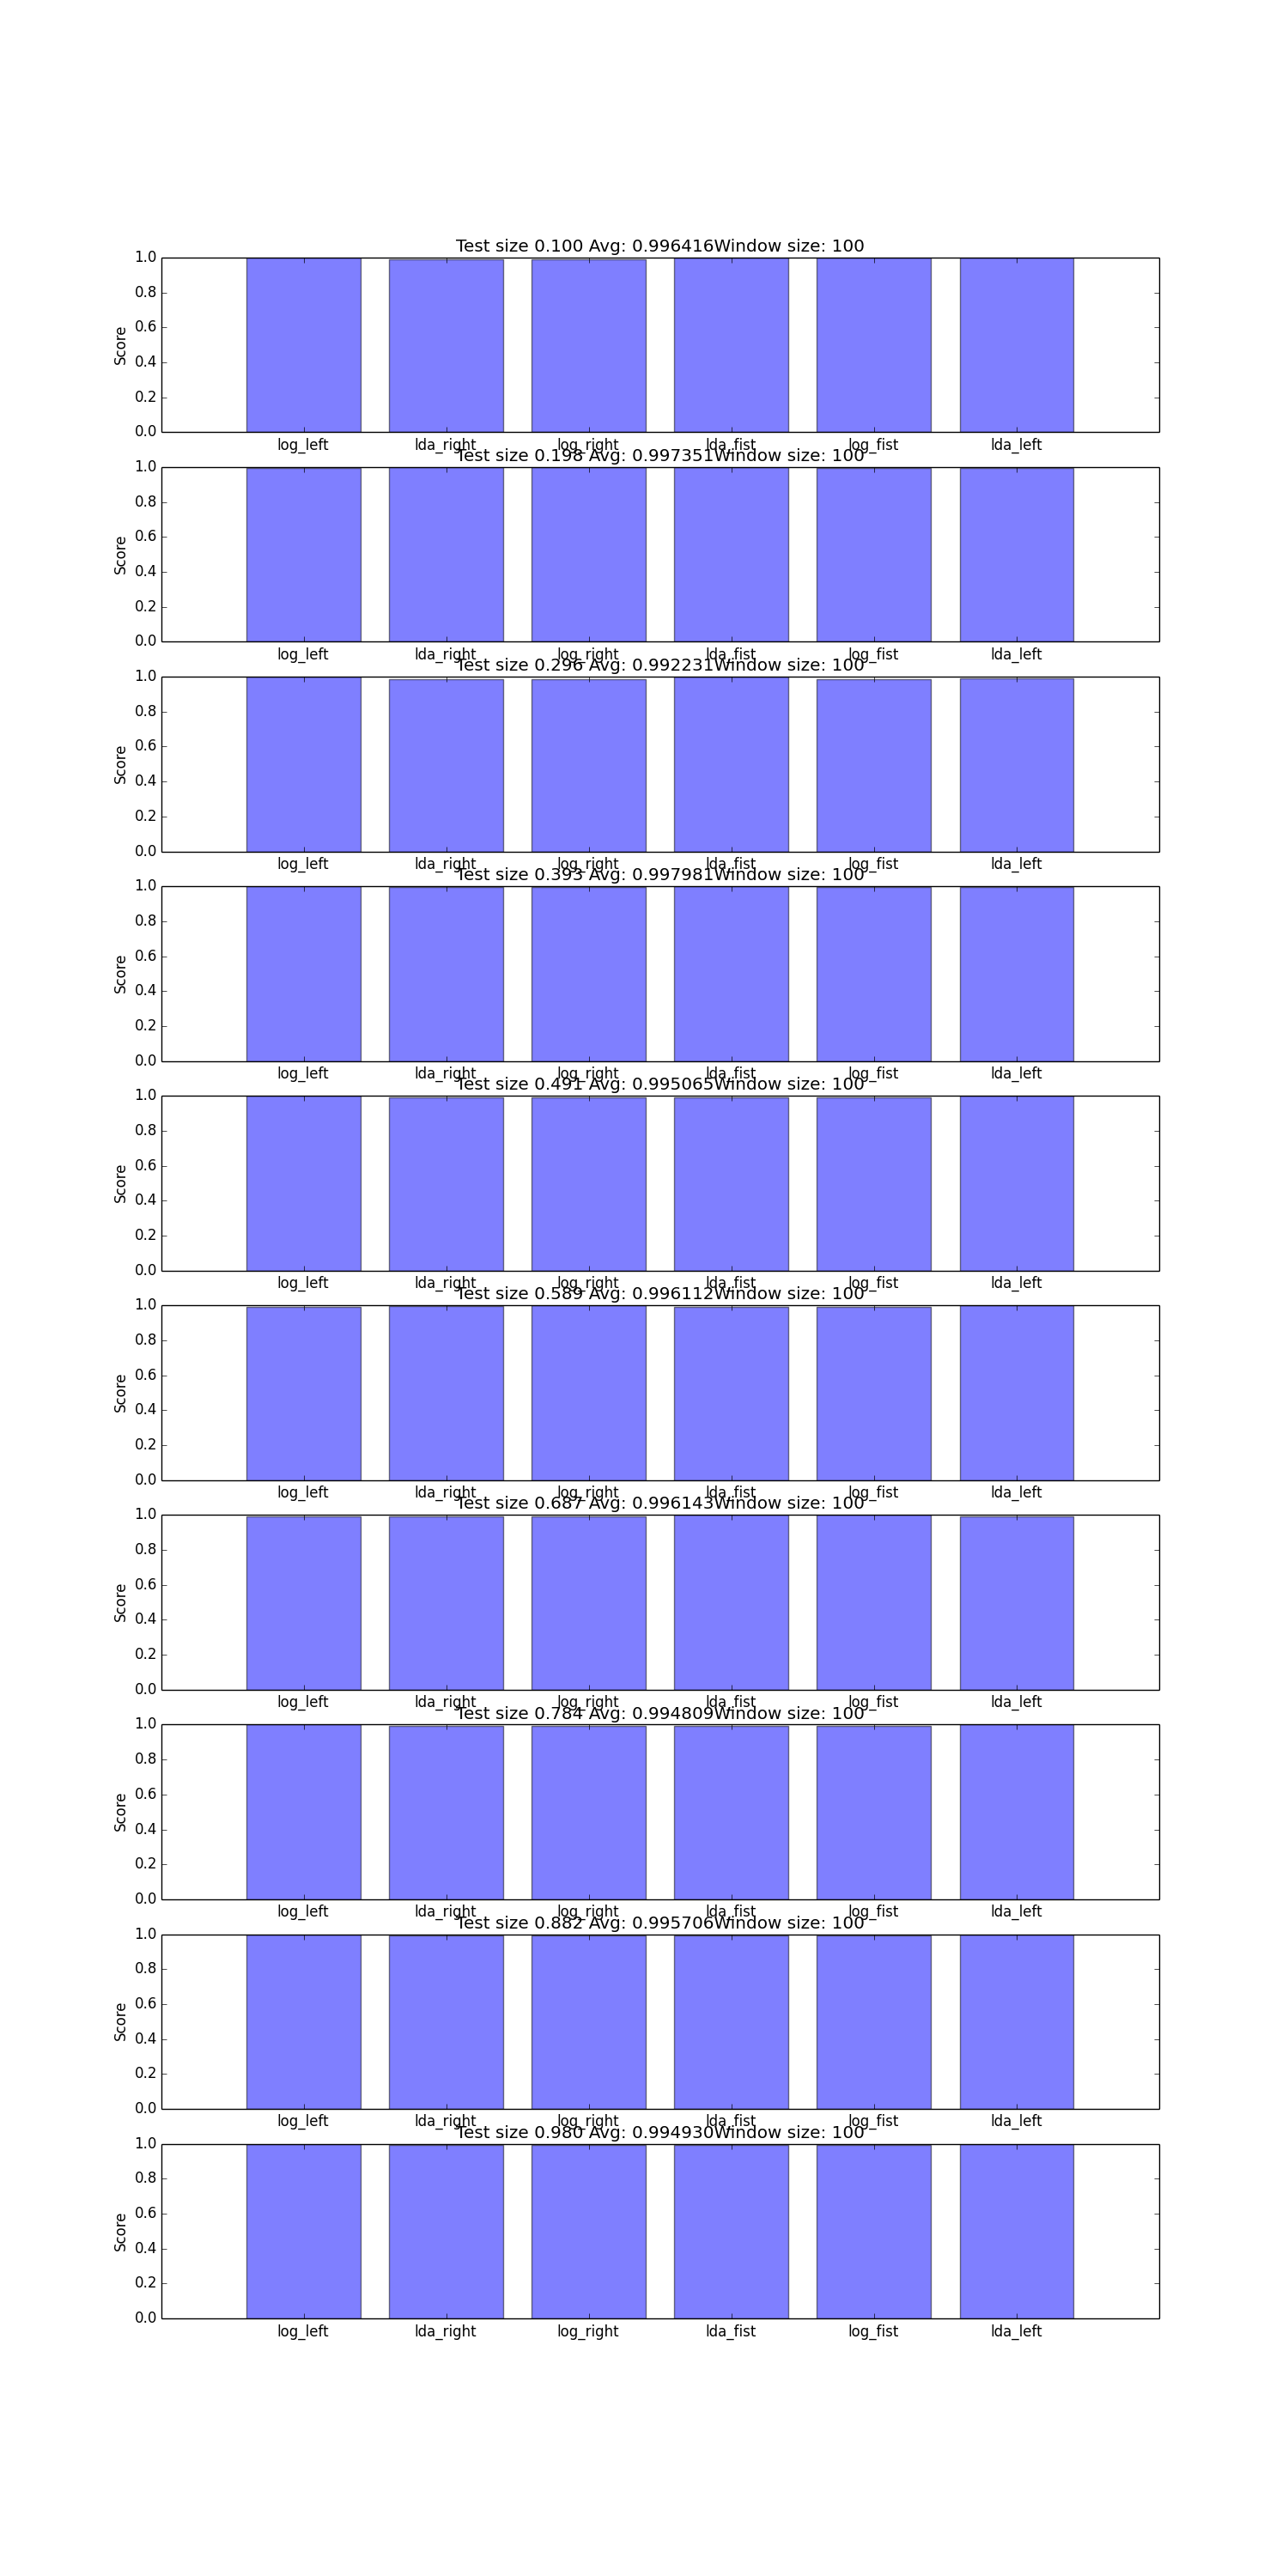 Test size 0.100 Avg: 0.996416Window size: 100
1.0
0.8
0.6
0.4
0.2
0.0
Score
log_left lda_right log_right lda_fist log_fist lda_left
Test size 0.198 Avg: 0.997351Window size: 100
1.0
0.8
0.6
0.4
0.2
0.0
Score
log_left lda_right log_right lda_fist log_fist lda_left
Test size 0.296 Avg: 0.992231Window size: 100
1.0
0.8
0.6
0.4
0.2
0.0
Score
log_left lda_right log_right lda_fist log_fist lda_left
Test size 0.393 Avg: 0.997981Window size: 100
1.0
0.8
0.6
0.4
0.2
0.0
Score
log_left lda_right log_right lda_fist log_fist lda_left
Test size 0.491 Avg: 0.995065Window size: 100
1.0
0.8
0.6
0.4
0.2
0.0
Score
log_left lda_right log_right lda_fist log_fist lda_left
Test size 0.589 Avg: 0.996112Window size: 100
1.0
0.8
0.6
0.4
0.2
0.0
Score
log_left lda_right log_right lda_fist log_fist lda_left
Test size 0.687 Avg: 0.996143Window size: 100
1.0
0.8
0.6
0.4
0.2
0.0
Score
log_left lda_right log_right lda_fist log_fist lda_left
Test size 0.784 Avg: 0.994809Window size: 100
1.0
0.8
0.6
0.4
0.2
0.0
Score
log_left lda_right log_right lda_fist log_fist lda_left
Test size 0.882 Avg: 0.995706Window size: 100
1.0
0.8
0.6
0.4
0.2
0.0
Score
log_left lda_right log_right lda_fist log_fist lda_left
Test size 0.980 Avg: 0.994930Window size: 100
1.0
0.8
0.6
0.4
0.2
0.0
Score
log_left lda_right log_right lda_fist log_fist lda_left